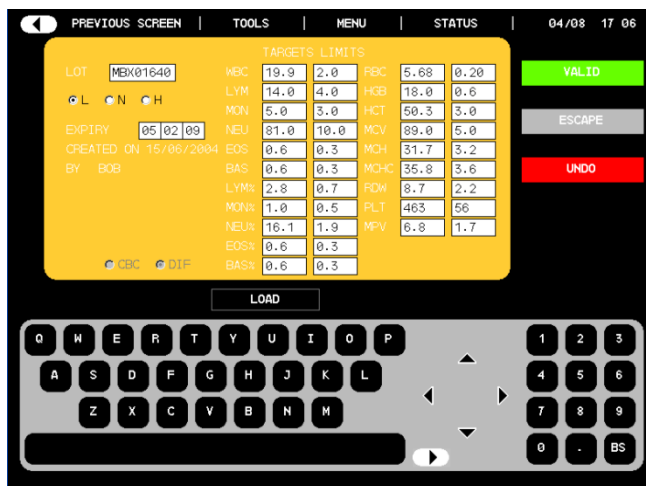 PREVIOUS SCREEN | TOOLS | MENU | STATUS | 04/08 17 06
TARGETS LIMITS
LOT MBX01640 WBC 19.9 2.0 RBC 5.68 0.20 VALID
LYM 14.0 4.0 HGB 18.0 0.6
L N H MON 5.0 3.0 HCT 50.3 3.0
ESCAPE
EXPIRY 05 02 09 NEU 81.0 10.0 MCV 89.0 5.0
CREATED ON 15/06/2004 EOS 0.6 0.3 MCH 31.7 3.2
BY BOB BAS 0.6 0.3 MCHC 35.8 3.6 UNDO
LYM% 2.8 0.7 RDW 8.7 2.2
MON% 1.0 0.5 PLT 463 56
NEU% 16.1 1.9 MPV 6.8 1.7
EOS% 0.6 0.3
CBC DIF BAS% 0.6 0.3
LOAD
Q W E R T Y U I O P 1 2 3
A S D F G H J K L 4 5 6
Z X C V B N M 7 8 9
0 . BS